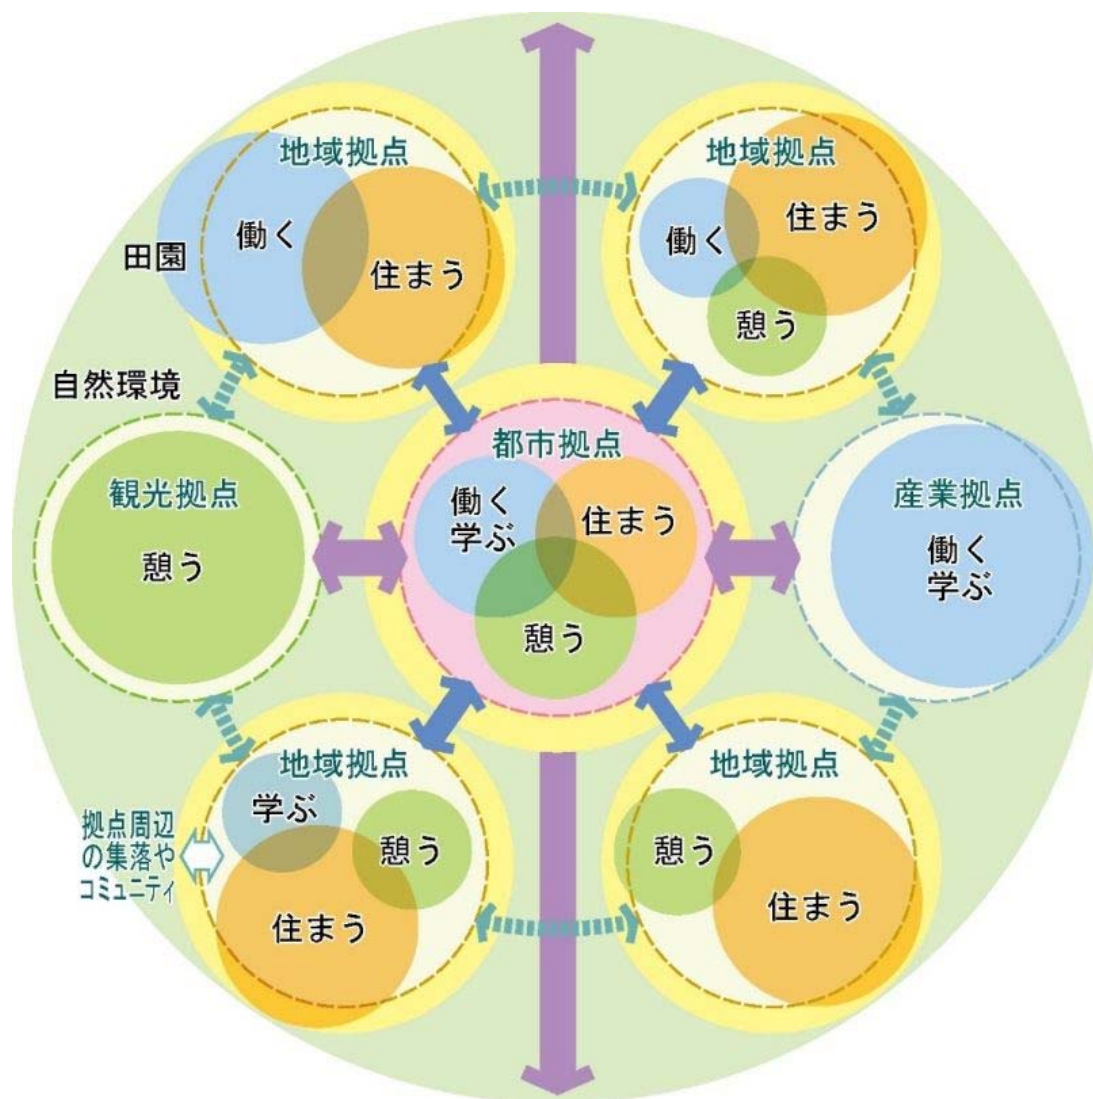 地域拠点
働く
住まう
田園
地域拠点
働く
住まう
憩う
自然環境
観光拠点
憩う
都市拠点
働く
学ぶ
住まう
憩う
産業拠点
働く
学ぶ
地域拠点
学ぶ
憩う
住まう
拠点周辺
の集落や
コミュニティ
地域拠点
憩う
住まう